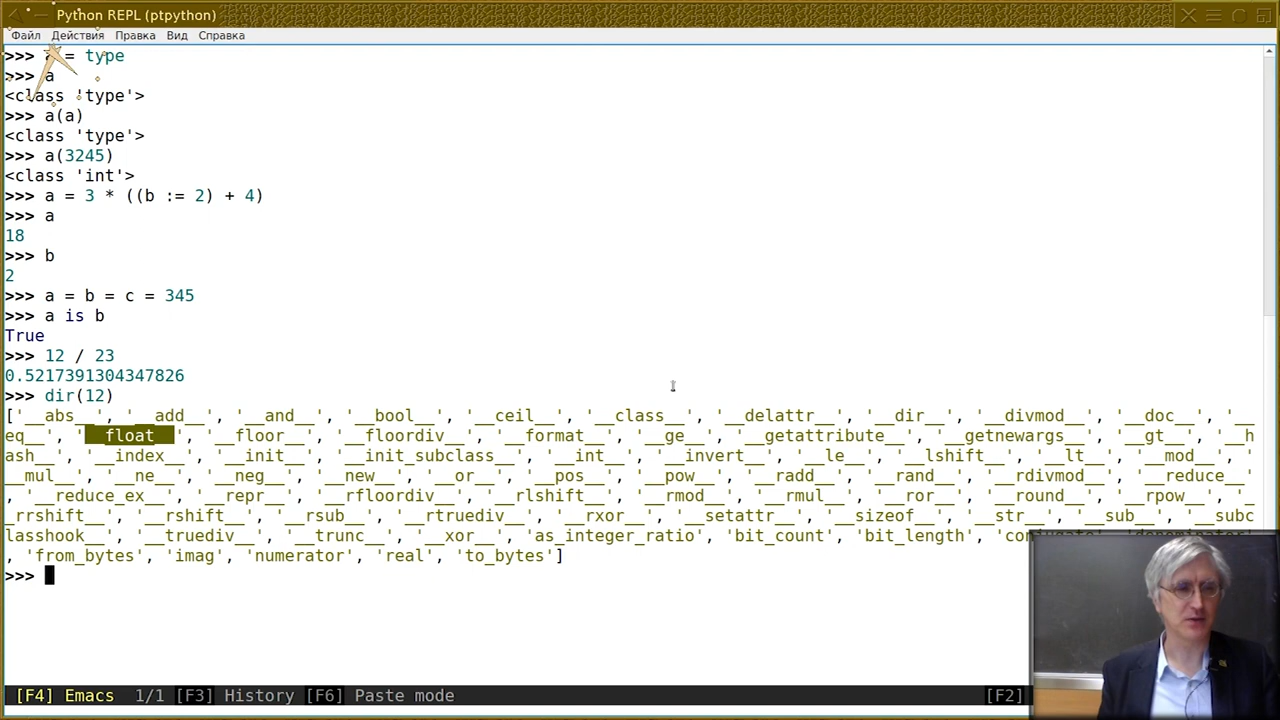 Python REPL (ptpython)
Файл Действия Правка Вид Справка
>>> a = type
>>> a
<class 'type'>
>>> a(a)
<class 'type'>
>>> a(3245)
<class 'int'>
>>> a = 3 * ((b := 2) + 4)
>>> a
18
>>> b
2
>>> a = b = c = 345
>>> a is b
True
>>> 12 / 23
0.5217391304347826
>>> dir(12)
['__abs__', '__add__', '__and__', '__bool__', '__ceil__', '__class__', '__delattr__', '__dir__', '__divmod__', '__doc__', '__
eq__', '__float__', '__floor__', '__floordiv__', '__format__', '__ge__', '__getattribute__', '__getnewargs__', '__gt__', '__h
ash__', '__index__', '__init__', '__init_subclass__', '__int__', '__invert__', '__le__', '__lshift__', '__lt__', '__mod__', '
__mul__', '__ne__', '__neg__', '__new__', '__or__', '__pos__', '__pow__', '__radd__', '__rand__', '__rdivmod__', '__reduce__'
, '__reduce_ex__', '__repr__', '__rfloordiv__', '__rlshift__', '__rmod__', '__rmul__', '__ror__', '__round__', '__rpow__', '_
_rrshift__', '__rshift__', '__rsub__', '__rtruediv__', '__rxor__', '__setattr__', '__sizeof__', '__str__', '__sub__', '__subc
lasshook__', '__truediv__', '__trunc__', '__xor__', 'as_integer_ratio', 'bit_count', 'bit_length', 'conjugate', 'denominator'
, 'from_bytes', 'imag', 'numerator', 'real', 'to_bytes']
>>>
[F4] Emacs 1/1 [F3] History [F6] Paste mode [F2]